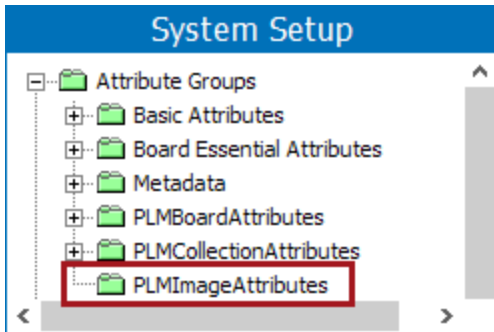 System Setup
Attribute Groups
Basic Attributes
Board Essential Attributes
Metadata
PLMBoardAttributes
PLMCollectionAttributes
PLMImageAttributes